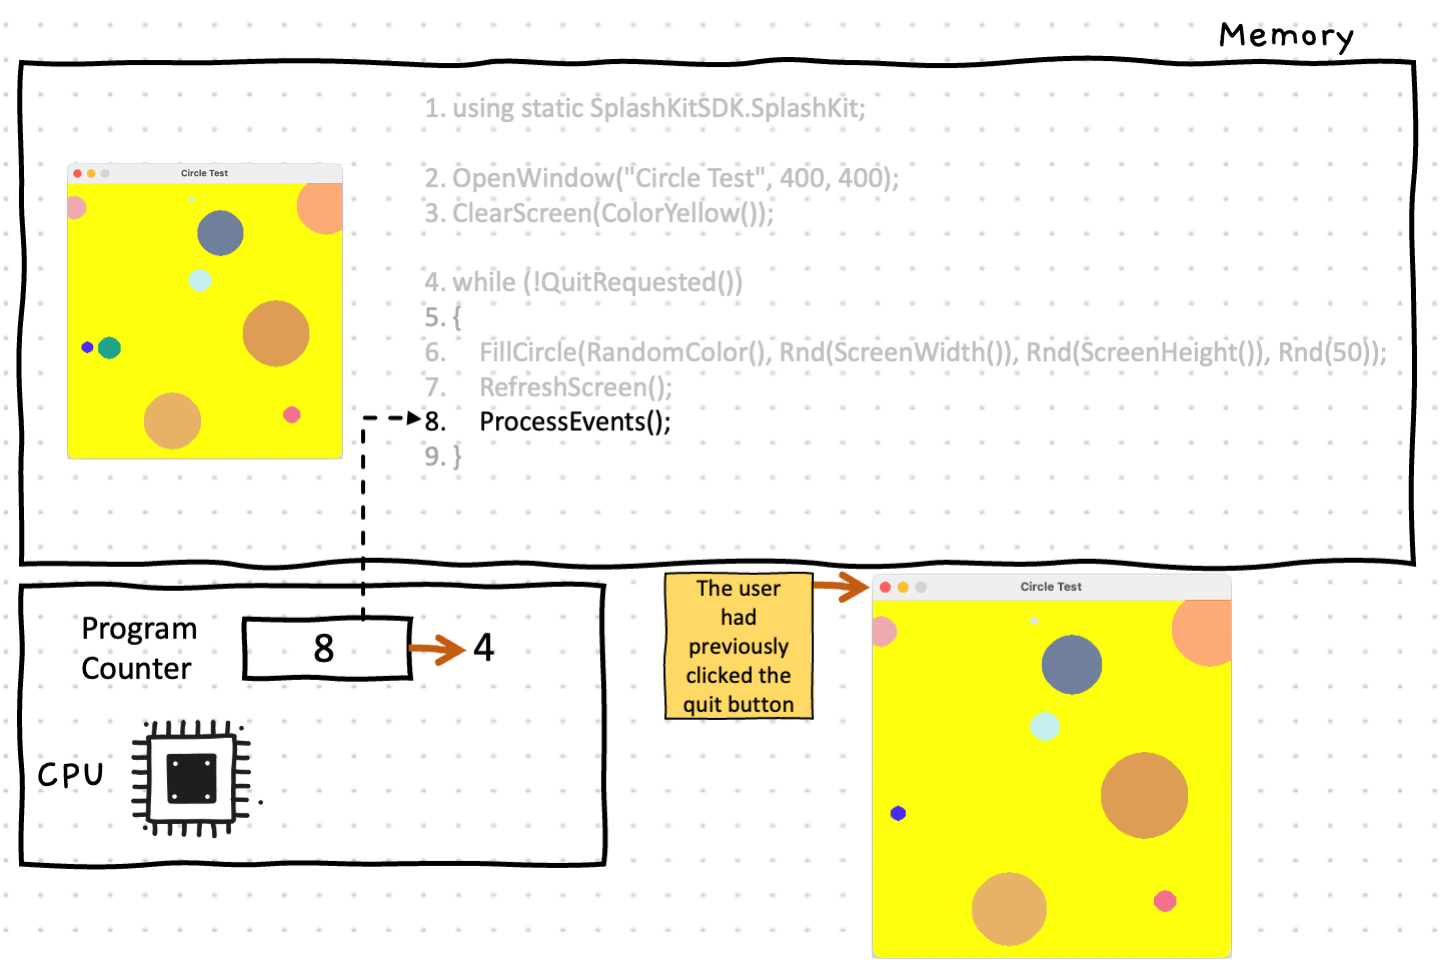 Memory
1. using static SplashKitSDK.SplashKit;
Circle Test
2. OpenWindow("Circle Test", 400, 400);
3. ClearScreen(ColorYellow());
4. while (!QuitRequested())
5. {
6. FillCircle(RandomColor(), Rnd(ScreenWidth()), Rnd(ScreenHeight()), Rnd(50));
7. RefreshScreen();
8. ProcessEvents();
9. }
Program
Counter
8
4
CPU
The user
had
previously
clicked the
quit button
Circle Test